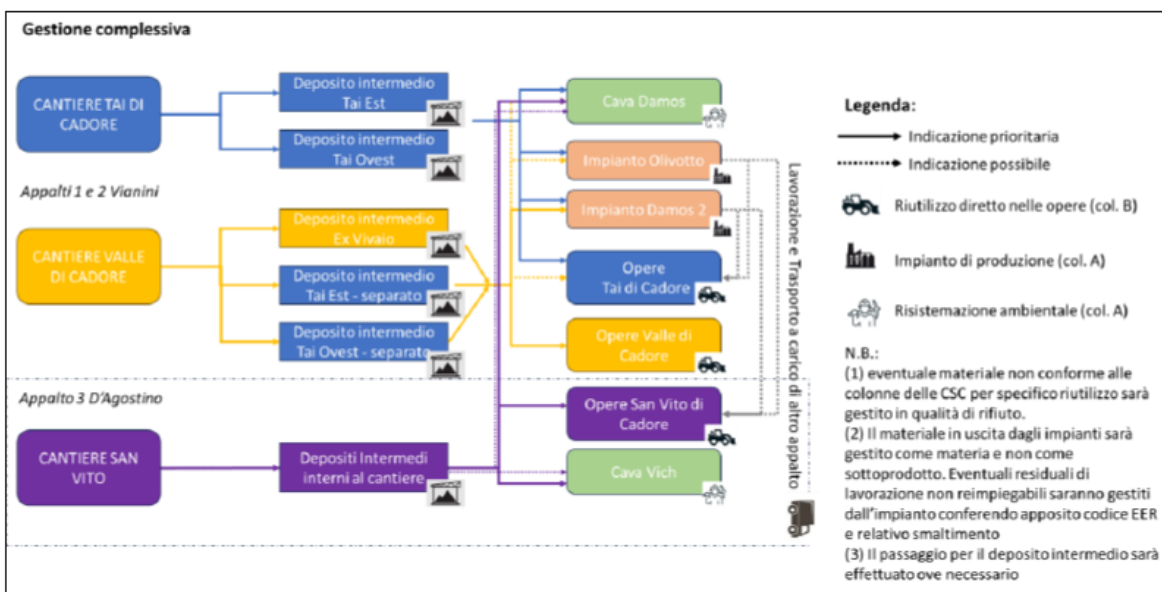 Gestione complessiva
CANTIERE TAI DI
CADORE
Deposito intermedio
Tai Est
Deposito intermedio
Tai Ovest
Appalti 1 e 2 Vianini
CANTIERE VALLE
DI CADORE
Deposito intermedio
Ex Vivaio
Deposito intermedio
Tai Est - separato
Deposito intermedio
Tai Ovest - separato
Appalto 3 D'Agostino
CANTIERE SAN
VITO
Depositi Intermedi
interni al cantiere
Cava Damos
Impianto Olivotto
Impianto Damos 2
Opere
Tai di Cadore
Opere Valle di
Cadore
Opere San Vito di
Cadore
Cava Vich
Lavorazione e Trasporto a carico di altro appalto
Legenda:
Indicazione prioritaria
Indicazione possibile
Riutilizzo diretto nelle opere (col. B)
Impianto di produzione (col. A)
Risistemazione ambientale (col. A)
N.B.:
(1) eventuale materiale non conforme alle
colonne delle CSC per specifico riutilizzo sarà
gestito in qualità di rifiuto.
(2) Il materiale in uscita dagli impianti sarà
gestito come materia e non come
sottoprodotto. Eventuali residuali di
lavorazione non reimpiegabili saranno gestiti
dall'impianto conferendo apposito codice EER
e relativo smaltimento
(3) Il passaggio per il deposito intermedio sarà
effettuato ove necessario